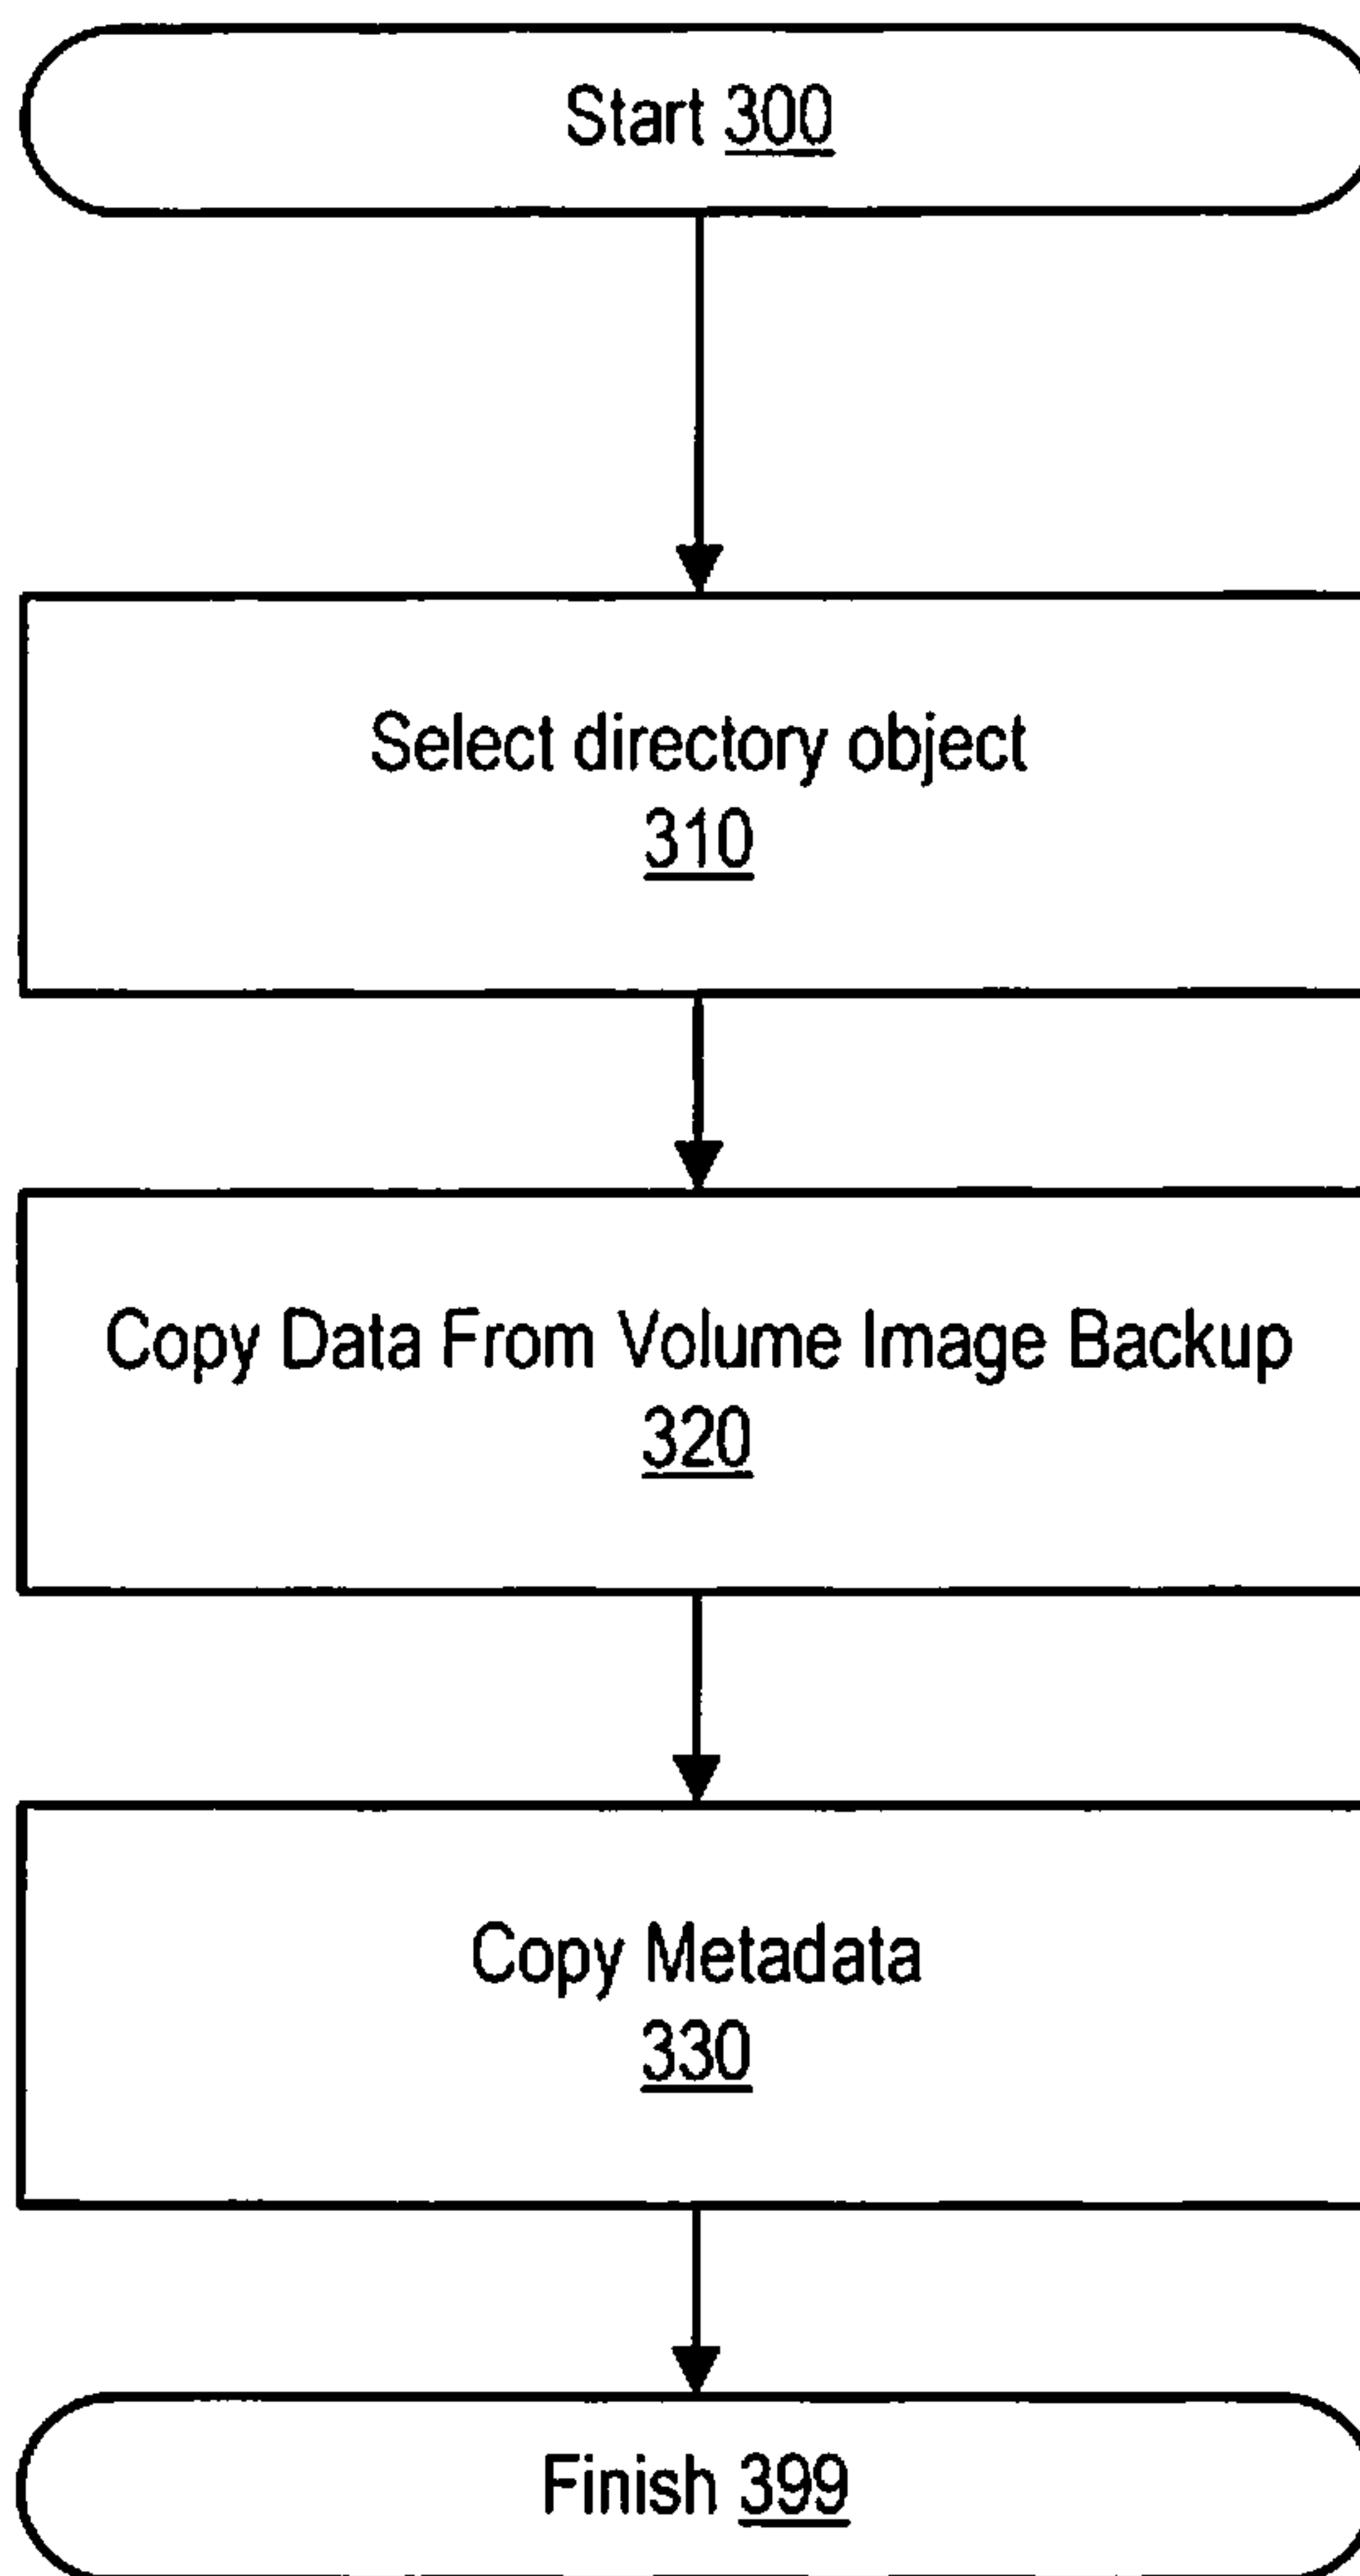 Start 300
Select directory object
310
Copy Data From Volume Image Backup
320
Copy Metadata
330
Finish 399